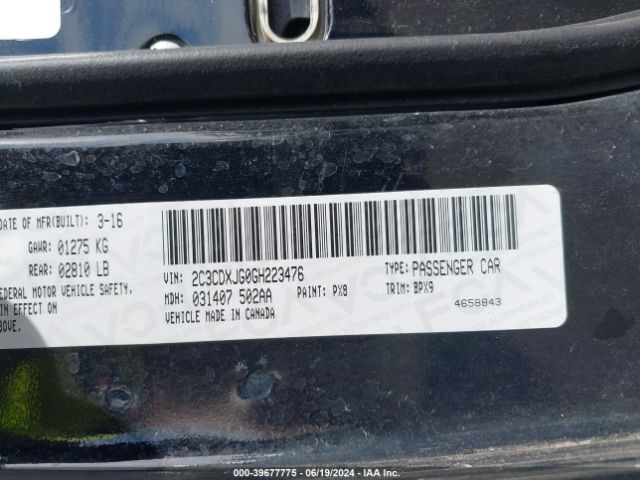 DATE OF MFR(BUILT): 3-16
GAWR: 01275 KG
REAR: 02810 LB
FEDERAL MOTOR VEHICLE SAFETY,
IN EFFECT ON
ABOVE.
VIN: 2C3CDXJG0GH223476
TYPE: PASSENGER CAR
MDH: 031407 502AA
PAINT: PX8
TRIM: BPX9
VEHICLE MADE IN CANADA
4658843
000-39677775 - 06/19/2024 - IAA Inc.